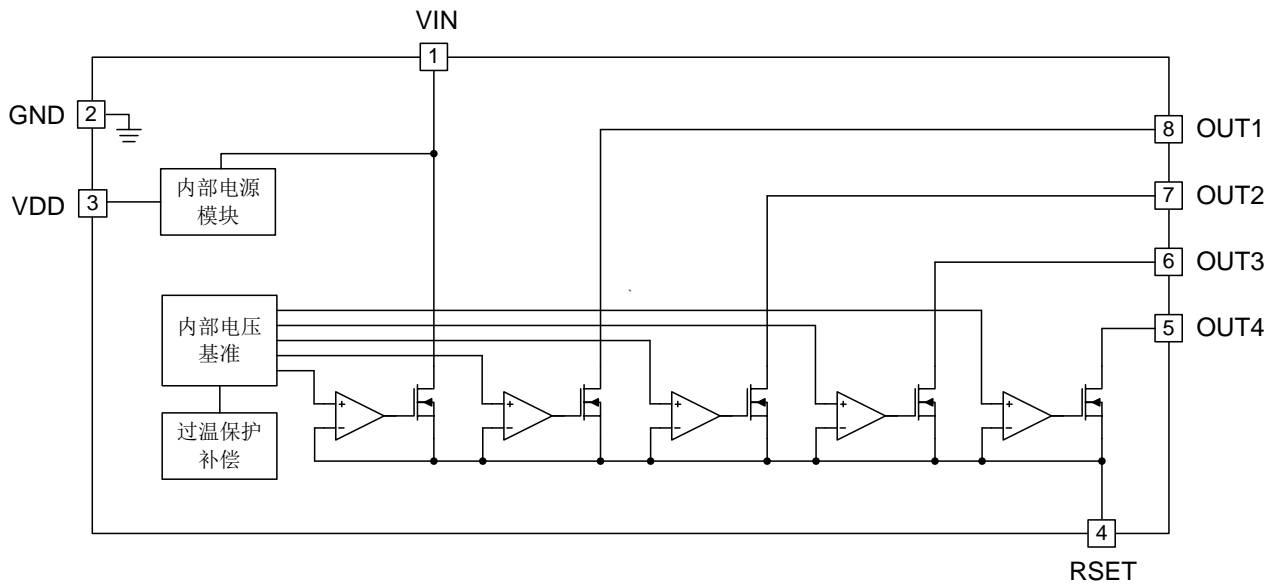 VIN
1
GND 2
8 OUT1
内部电源
模块
VDD 3
7 OUT2
6 OUT3
内部电压
基准
5 OUT4
+ + + + +
- - - - -
过温保护
补偿
4
RSET